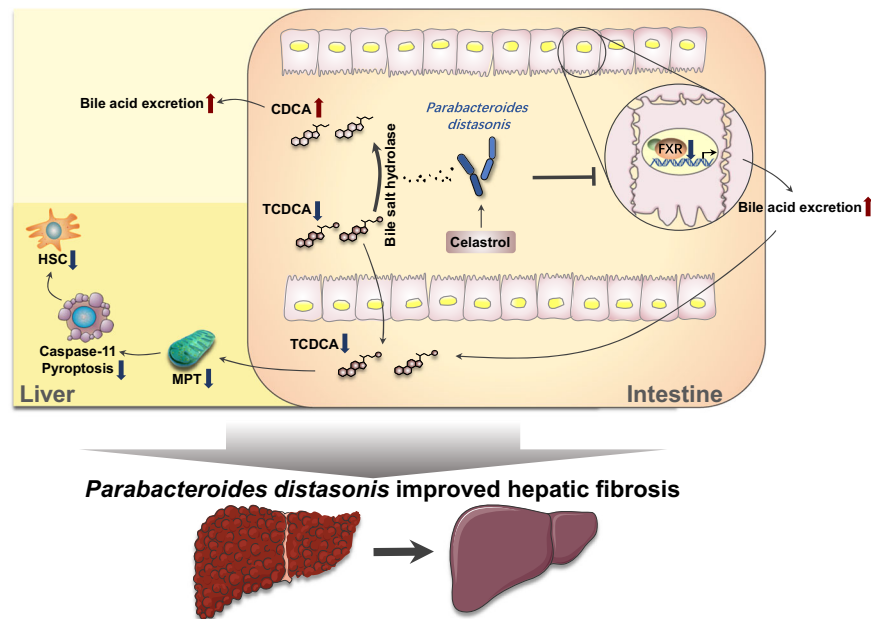 Bile acid excretion
CDCA
Parabacteroides
distasonis
Bile salt hydrolase
FXR
TCDCA
Celastrol
Bile acid excretion
HSC
Caspase-11
Pyroptosis
MPT
TCDCA
Liver
Intestine
Parabacteroides distasonis improved hepatic fibrosis